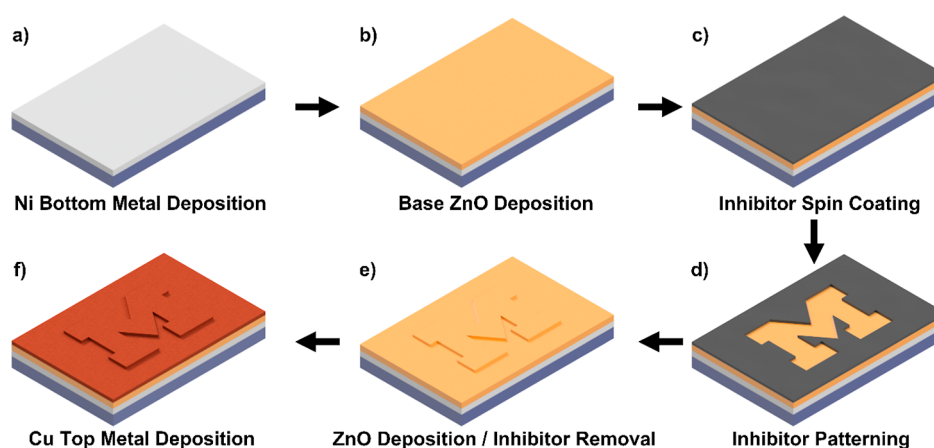 a)
b)
c)
Ni Bottom Metal Deposition
Base ZnO Deposition
Inhibitor Spin Coating
d)
M
Inhibitor Patterning
e)
M
ZnO Deposition / Inhibitor Removal
f)
M
Cu Top Metal Deposition